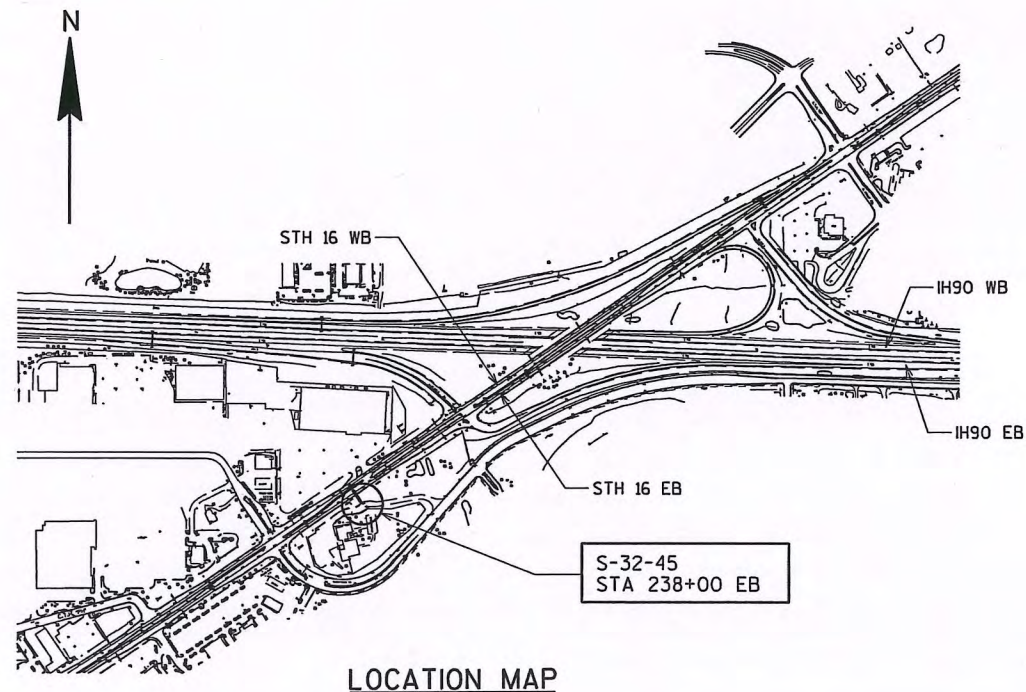 N
STH 16 WB
IH90 WB
IH90 EB
STH 16 EB
S-32-45
STA 238+00 EB
LOCATION MAP